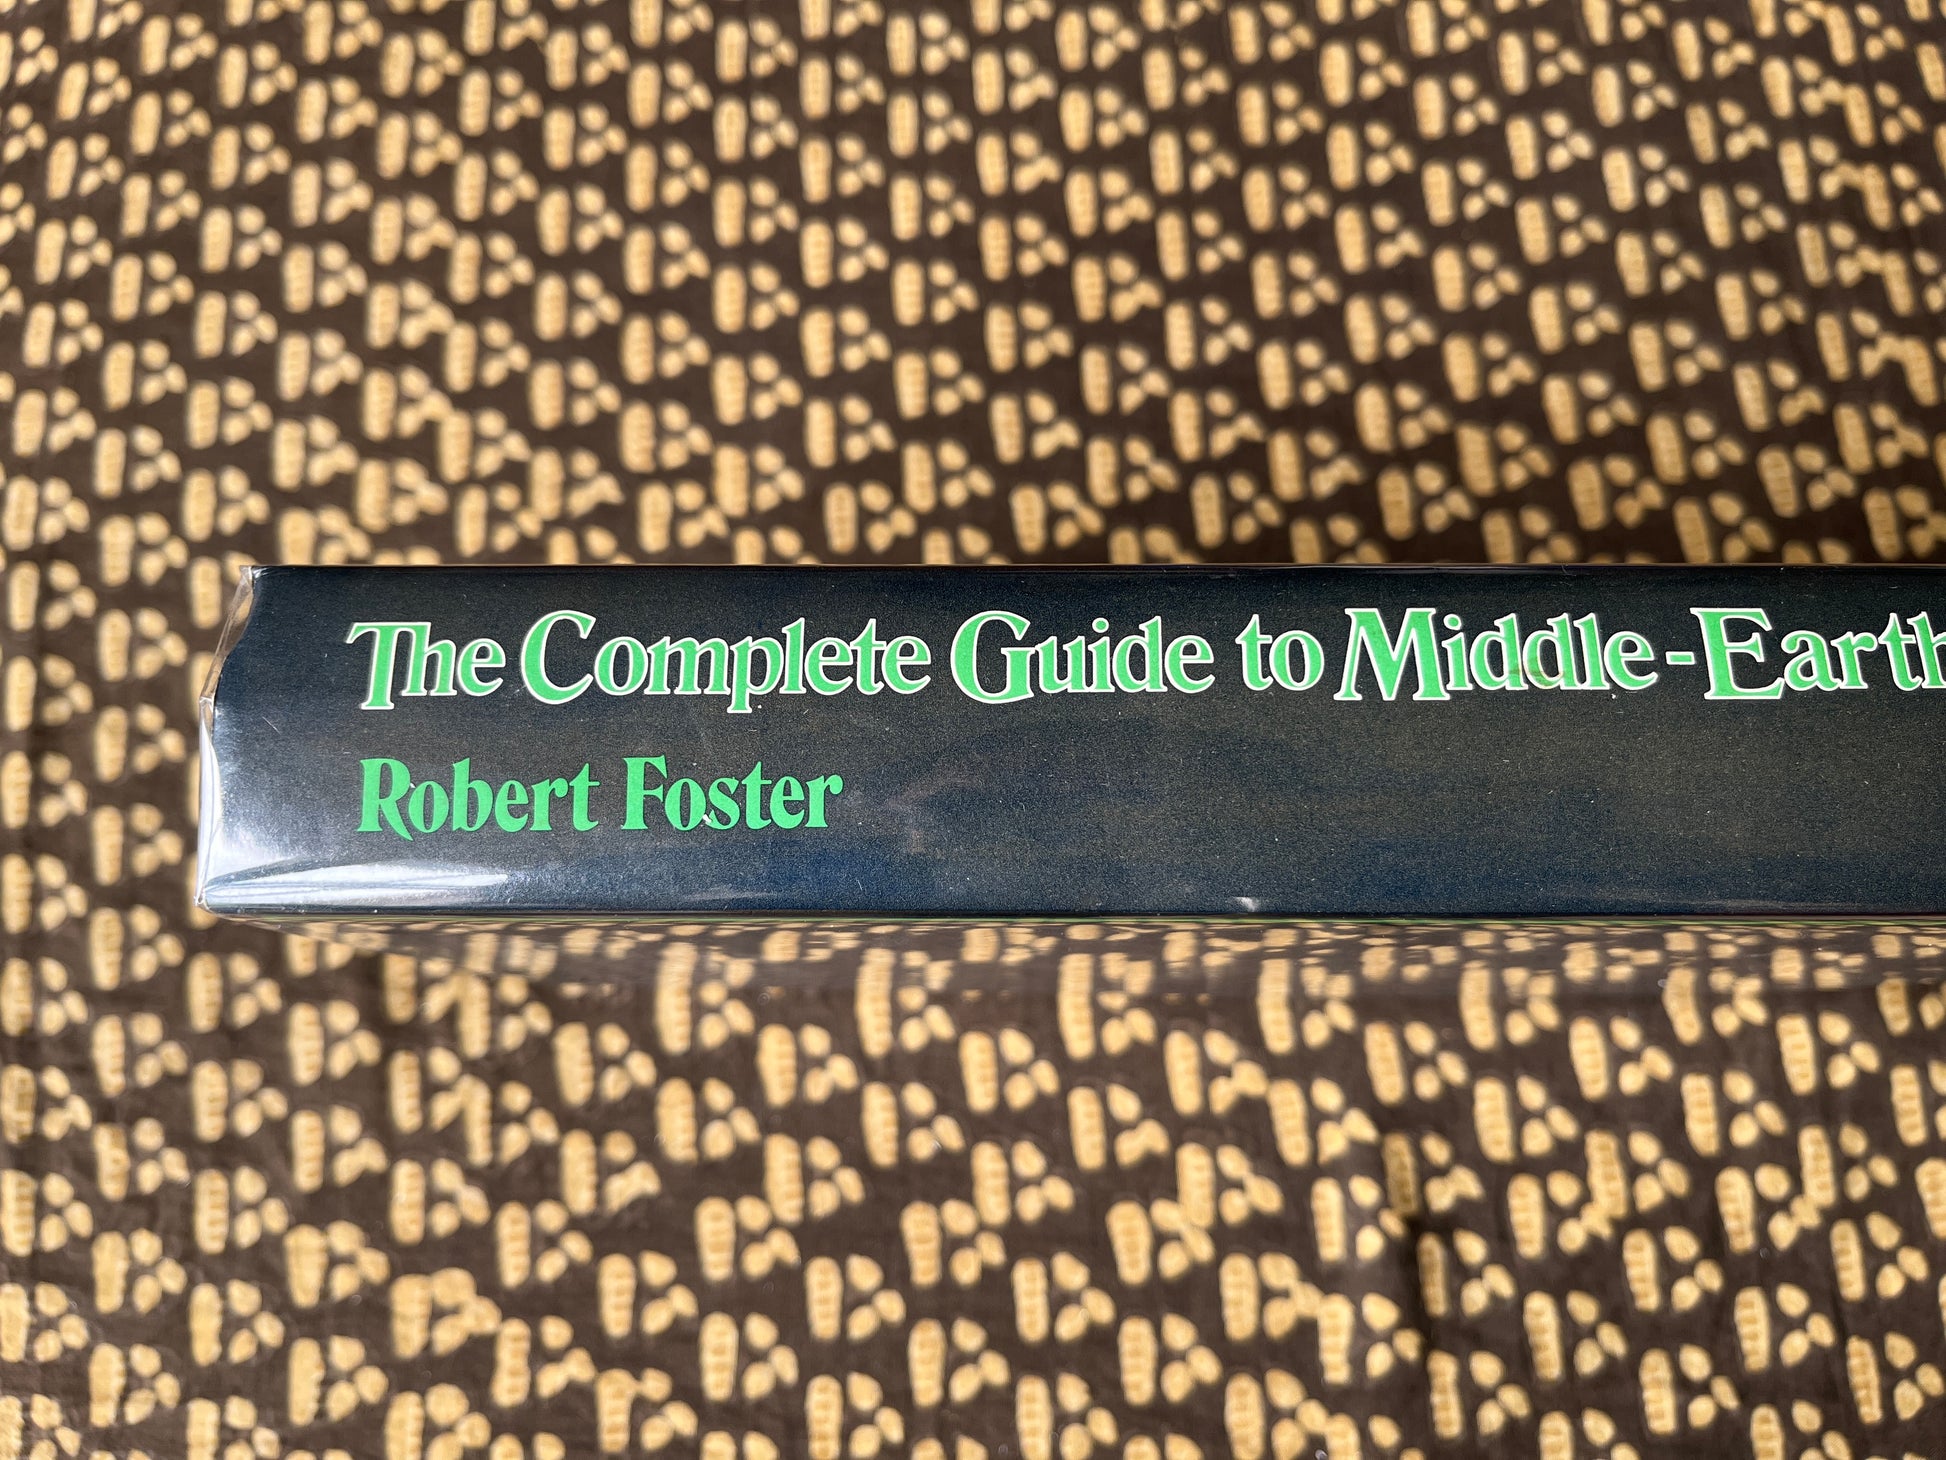 The Complete Guide to Middle-Earth
Robert Foster